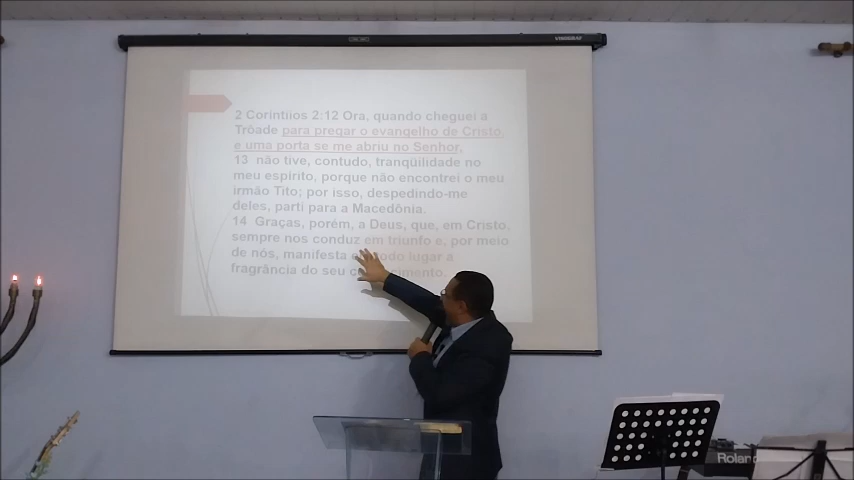 VINIGRAF
2 Coríntios 2:12 Ora, quando cheguei a
Trôade para pregar o evangelho de Cristo,
e uma porta se me abriu no Senhor,
13 não tive, contudo, tranqüilidade no
meu espírito, porque não encontrei o meu
irmão Tito; por isso, despedindo-me
deles, parti para a Macedônia.
14 Graças, porém, a Deus, que, em Cristo,
sempre nos conduz em triunfo e, por meio
de nós, manifesta todo lugar a
fragrância do seu
Roland